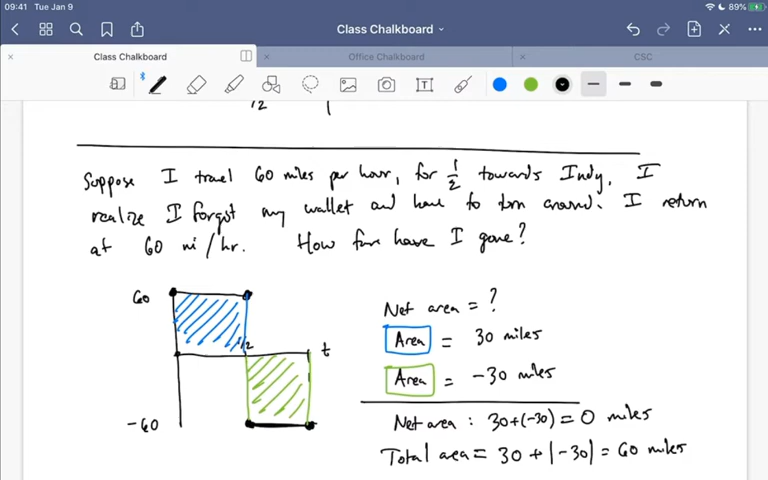 09:41 Tue Jan 9
89%
Class Chalkboard
Class Chalkboard
Office Chalkboard
CSC
T
1/2
Suppose I travel 60 miles per hour, for 1/2 towards Indy, I
realize I forgot my wallet and have to turn around. I return
at 60 mi/hr. How far have I gone?
60
1/2
t
-60
Net area = ?
Area = 30 miles
Area = -30 miles
Net area: 30+(-30) = 0 miles
Total area = 30 + |-30| = 60 miles